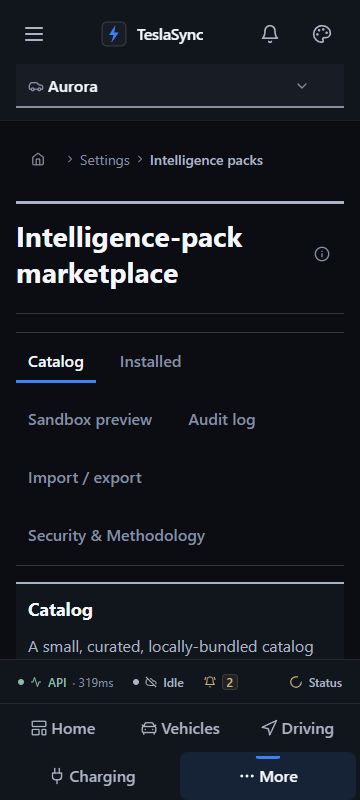 TeslaSync
Aurora
Settings Intelligence packs
Intelligence-pack
marketplace
Catalog Installed
Sandbox preview Audit log
Import / export
Security & Methodology
Catalog
A small, curated, locally-bundled catalog
API · 319ms Idle 2 Status
Home Vehicles Driving
Charging More